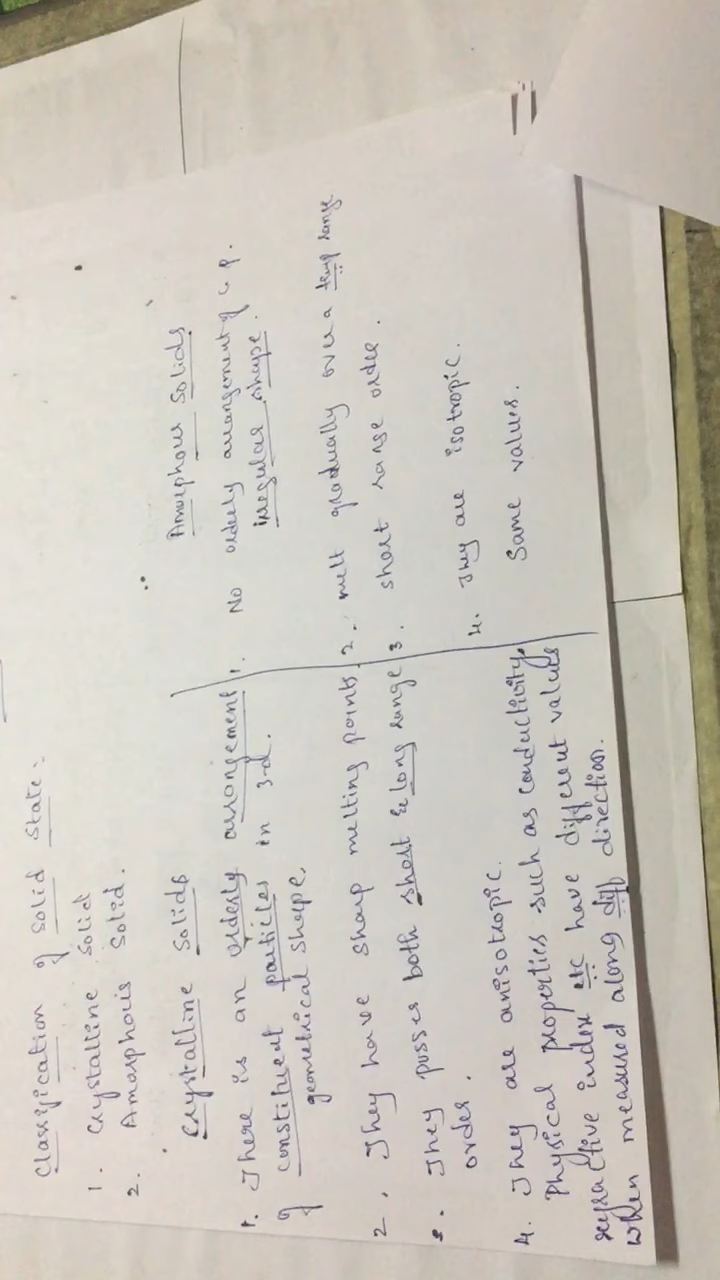 Classification of Solid State :
1. Crystalline Solid
2. Amorphous Solid.
Crystalline Solids
1. There is an orderly arrangement
of constituent particles in 3-d.
geometrical shape.
2. They have sharp melting points.
3. They posses both short & long range
order.
4. They are anisotropic.
Physical properties such as conductivity,
refractive index etc have different values
when measured along diff direction.
Amorphous Solids
1. No orderly arrangement of C.P.
irregular shape.
2. melt gradually over a temp range
3. short range order.
4. They are isotropic.
Same values.